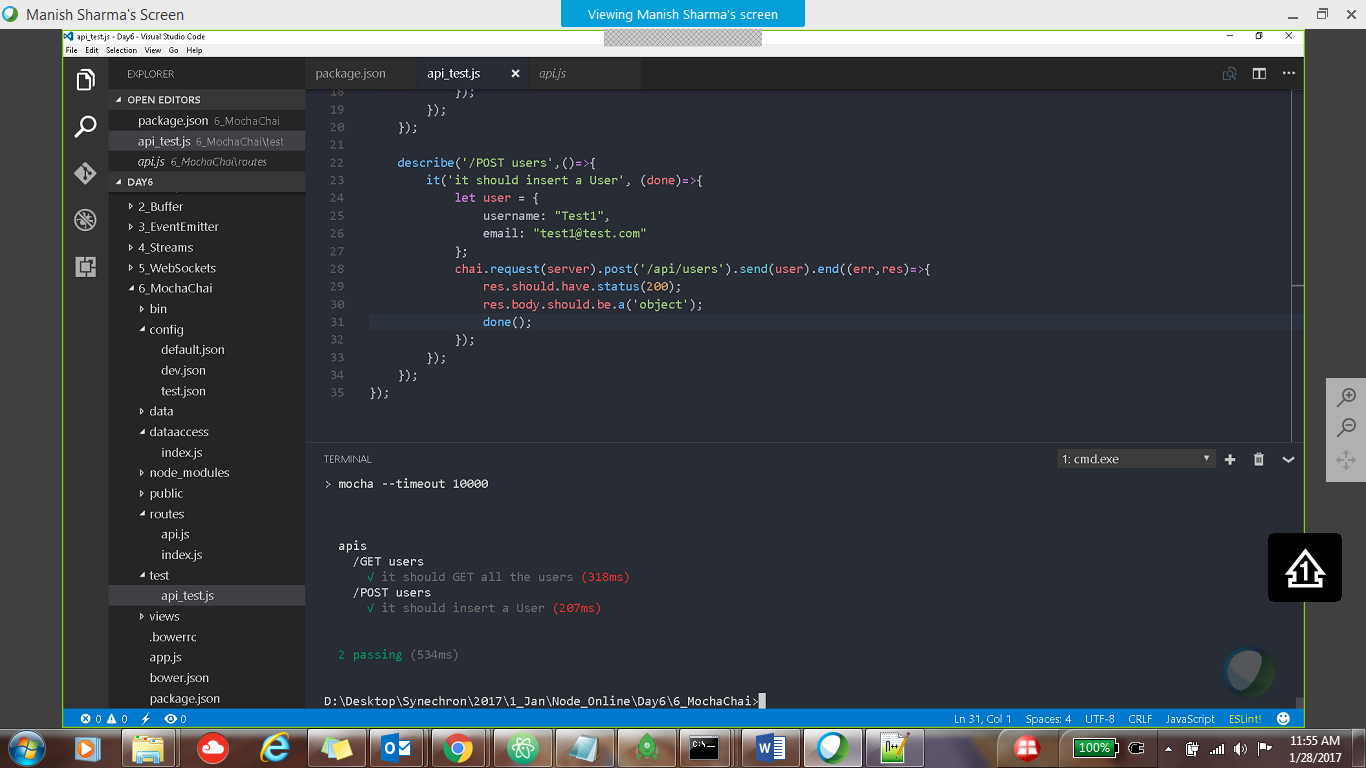 Manish Sharma's Screen
Viewing Manish Sharma's screen
api_test.js - Day6 - Visual Studio Code
File Edit Selection View Go Help
EXPLORER
OPEN EDITORS
package.json 6_MochaChai
api_test.js 6_MochaChai\test
api.js 6_MochaChai\routes
DAY6
2_Buffer
3_EventEmitter
4_Streams
5_WebSockets
6_MochaChai
bin
config
default.json
dev.json
test.json
data
dataaccess
index.js
node_modules
public
routes
api.js
index.js
test
api_test.js
views
.bowerrc
app.js
bower.json
package.json
package.json api_test.js api.js
18 });
19 });
20 });
21
22 describe('/POST users',()=>{
23 it('it should insert a User', (done)=>{
24 let user = {
25 username: "Test1",
26 email: "test1@test.com"
27 };
28 chai.request(server).post('/api/users').send(user).end((err,res)=>{
29 res.should.have.status(200);
30 res.body.should.be.a('object');
31 done();
32 });
33 });
34 });
35 });
TERMINAL
1: cmd.exe
> mocha --timeout 10000
apis
/GET users
√ it should GET all the users (318ms)
/POST users
√ it should insert a User (207ms)
2 passing (534ms)
D:\Desktop\Synechron\2017\1_Jan\Node_Online\Day6\6_MochaChai>
0 0 0
Ln 31, Col 1 Spaces: 4 UTF-8 CRLF JavaScript ESLint!
1
100%
11:55 AM
1/28/2017